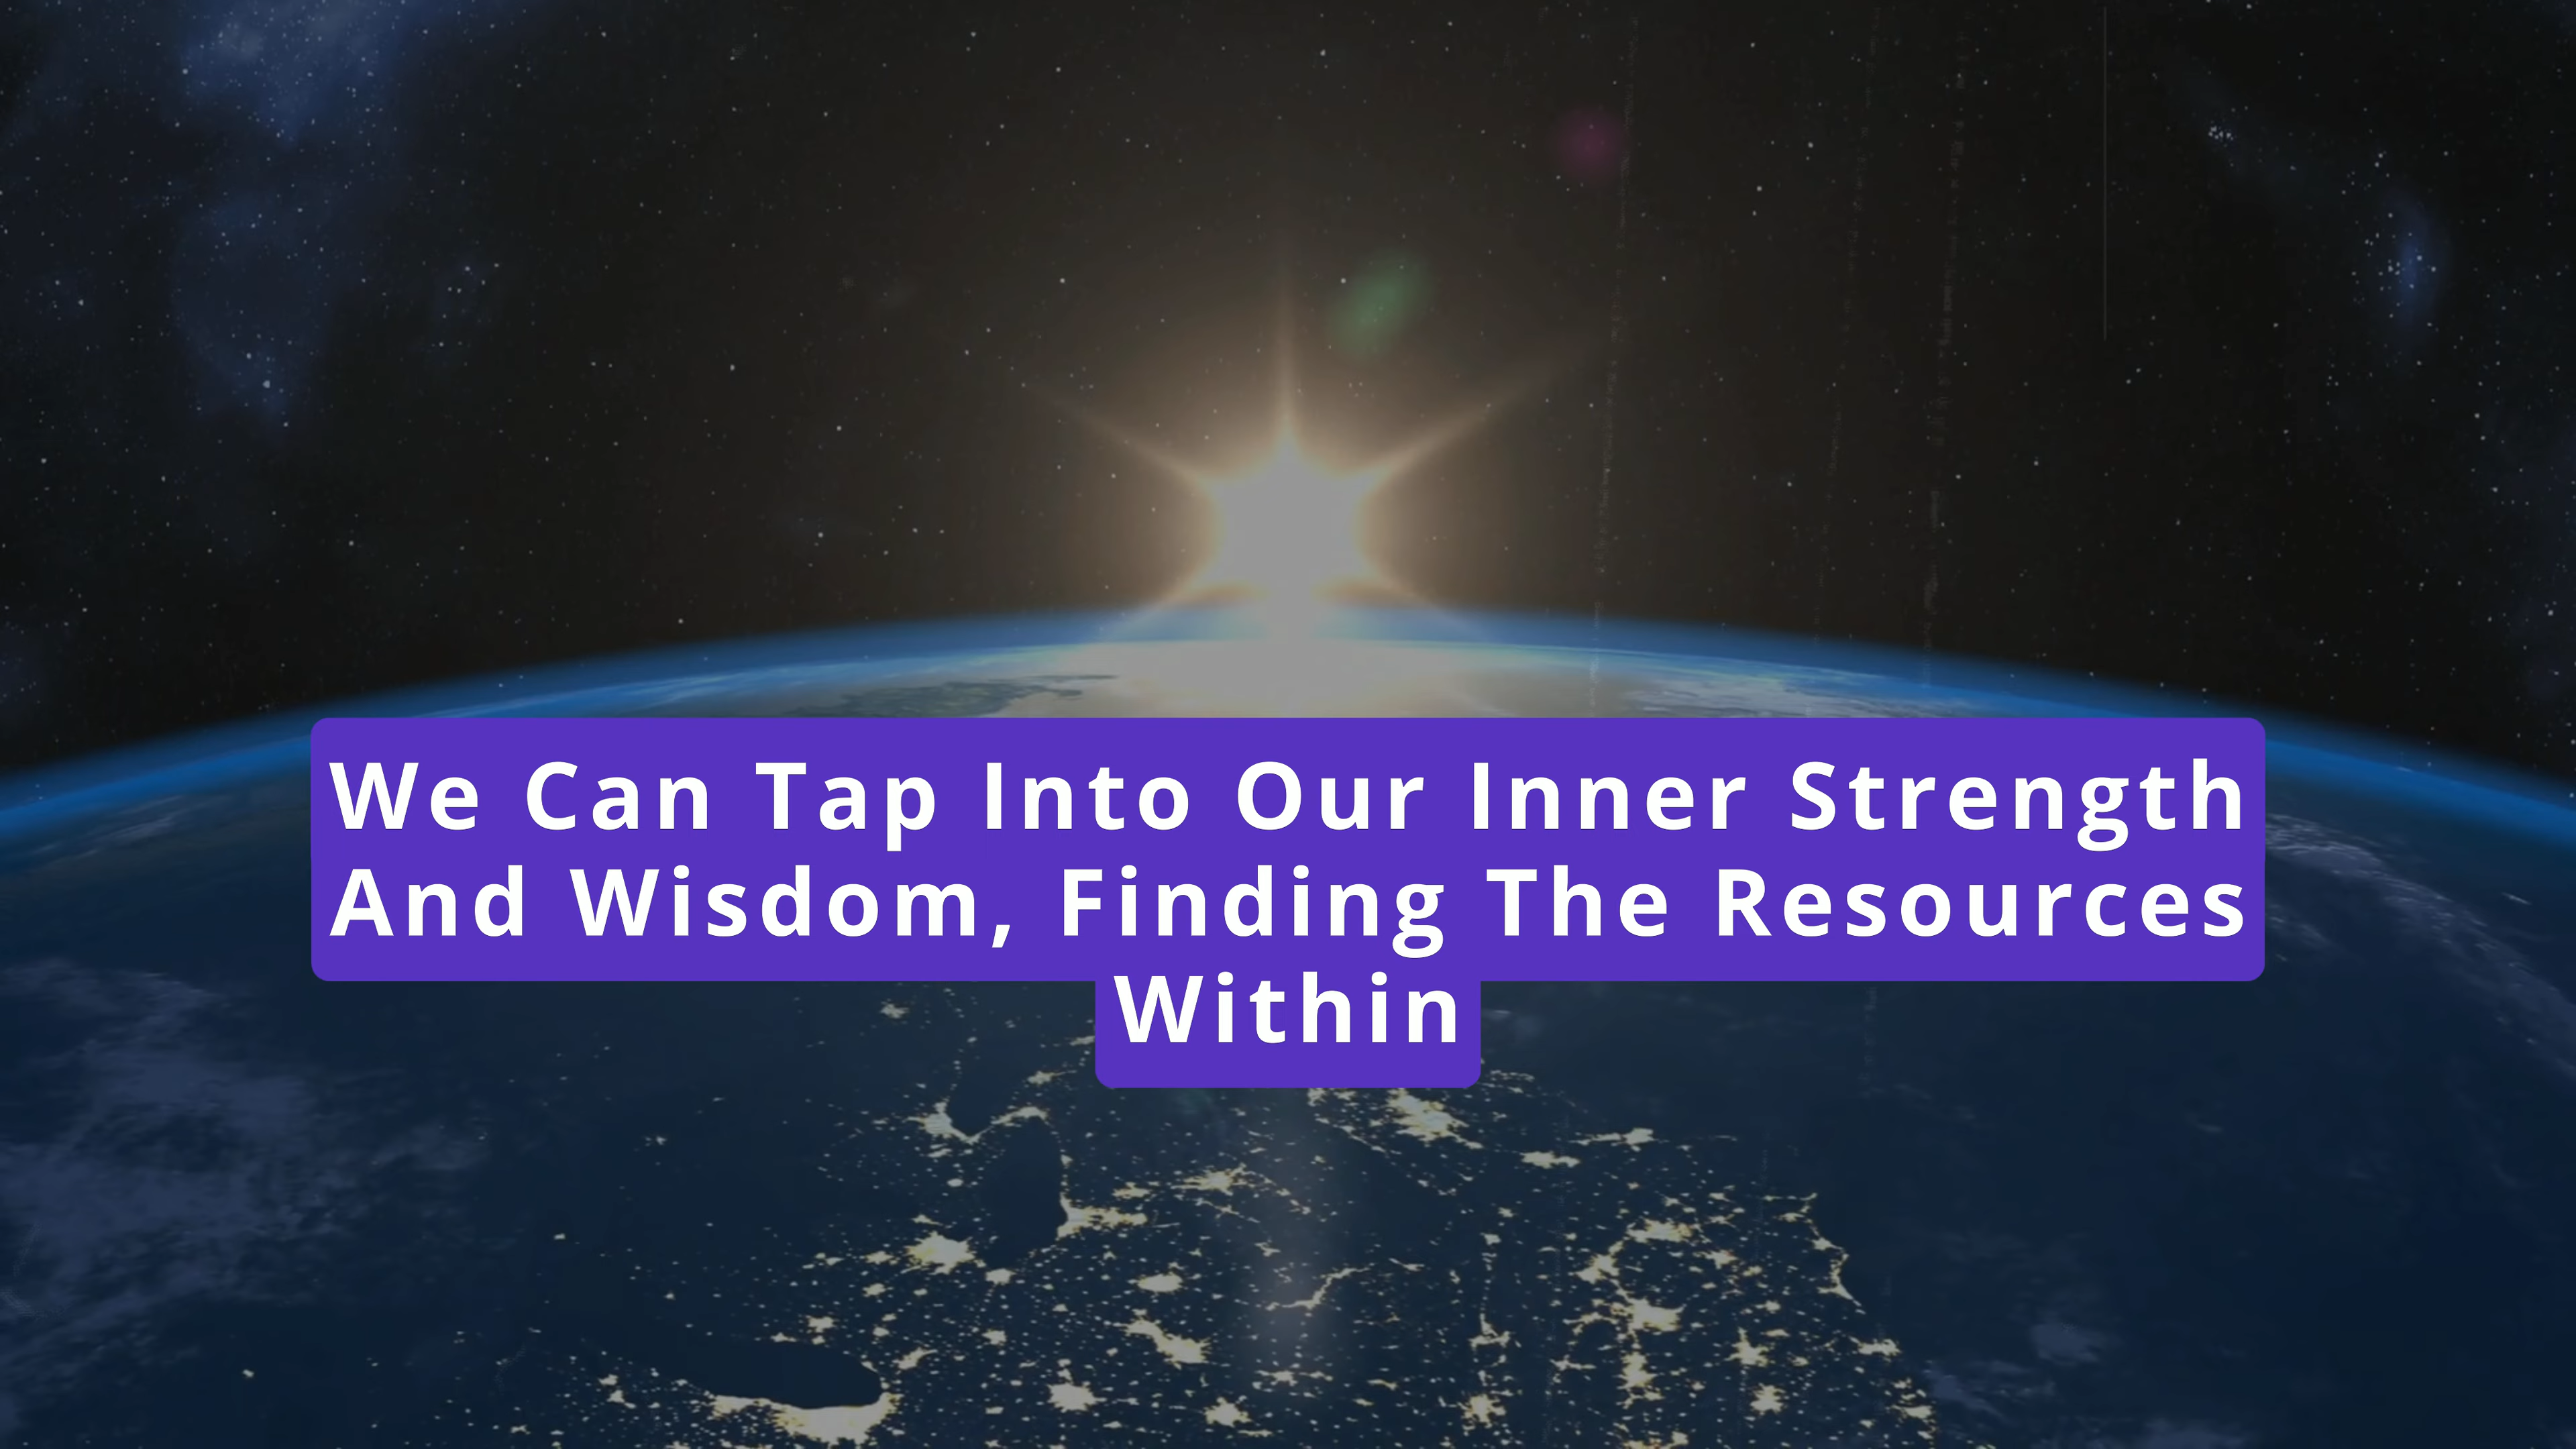 We Can Tap Into Our Inner Strength
And Wisdom, Finding The Resources
Within